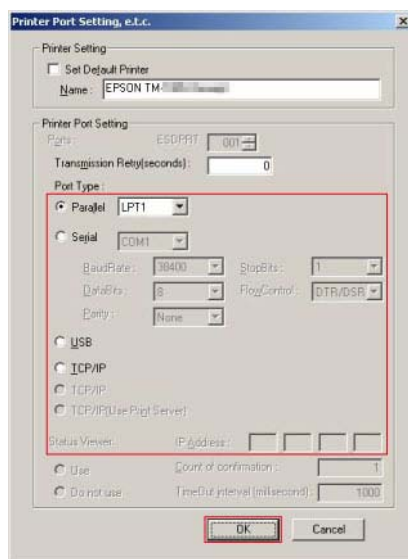 Printer Port Setting, e.t.c.
Printer Setting
Set Default Printer
Name : EPSON TM-
Printer Port Setting
Ports : ESDPRT 001
Transmission Retry(seconds) : 0
Port Type :
Parallel LPT1
Serial COM1
BaudRate : 38400 StopBits : 1
DataBits : 8 FlowControl : DTR/DSR
Parity : None
USB
TCP/IP
TCP/IP
TCP/IP(Use Print Server)
Status Viewer IP Address :
Use Count of confirmation : 1
Do not use TimeOut interval (millisecond) : 1000
OK Cancel